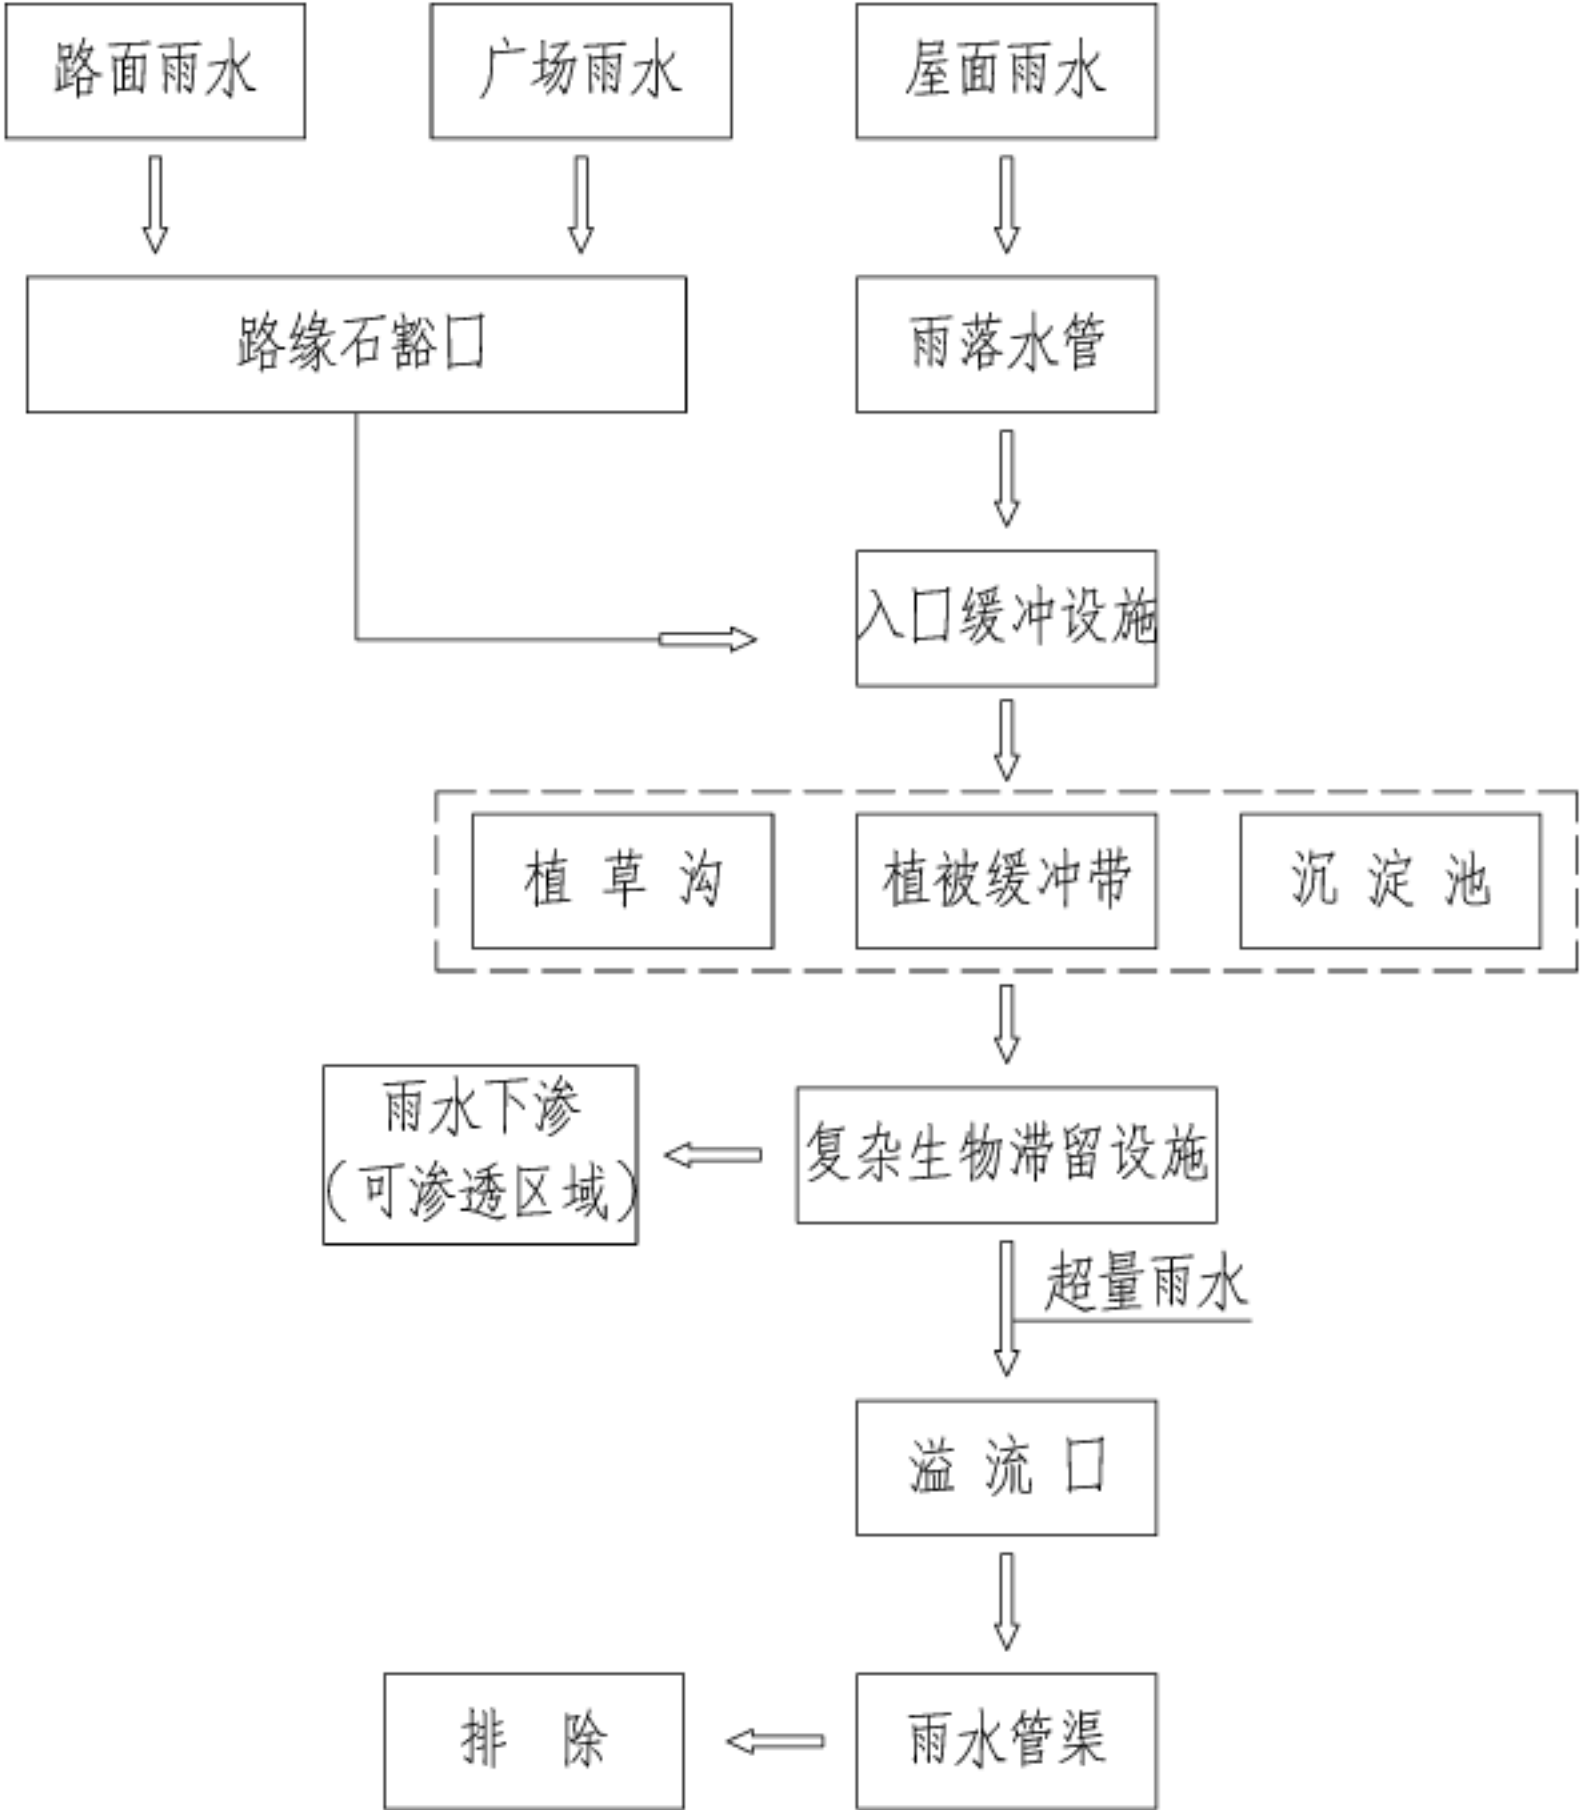 路面雨水
广场雨水
屋面雨水
路缘石豁口
雨落水管
入口缓冲设施
植草沟
植被缓冲带
沉淀池
雨水下渗
（可渗透区域）
复杂生物滞留设施
超量雨水
溢流口
排除
雨水管渠